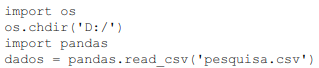 import os
os.chdir('D:/')
import pandas
dados = pandas.read_csv('pesquisa.csv')